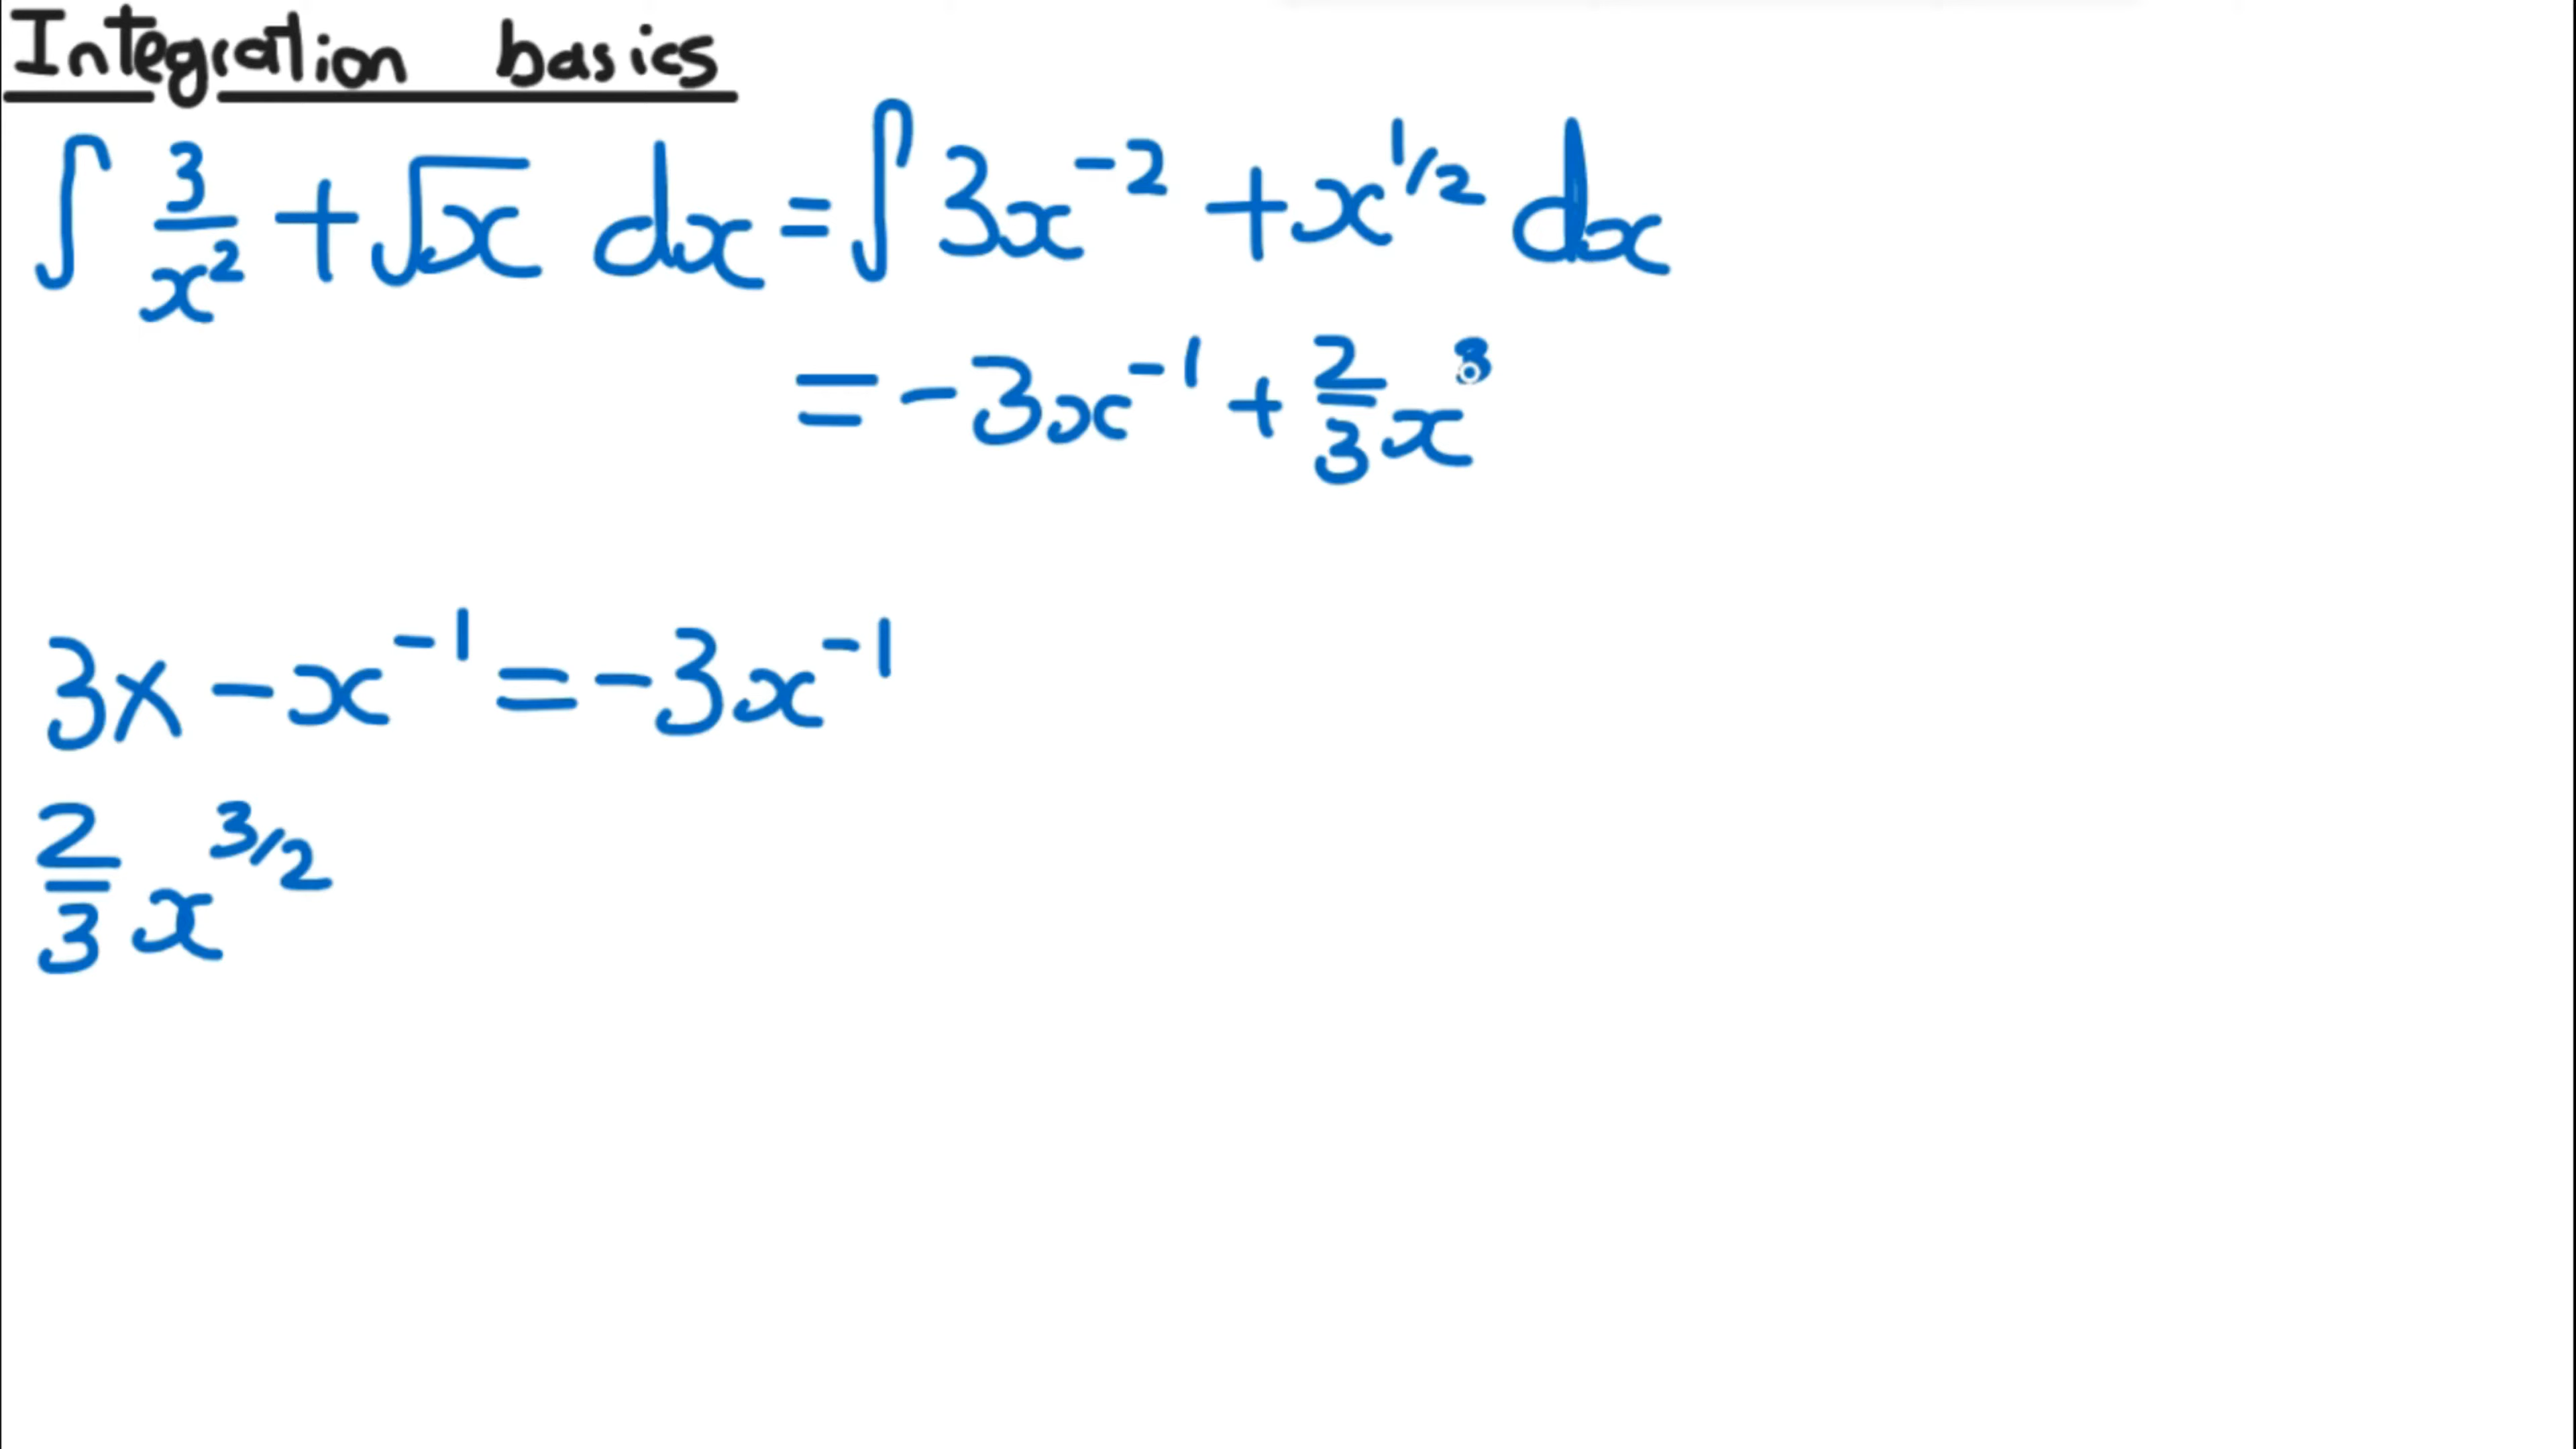 Integration basics
∫ 3/x² + √x dx = ∫ 3x⁻² + x^1/2 dx
= -3x⁻¹ + 2/3 x³
3 × -x⁻¹ = -3x⁻¹
2/3 x^3/2